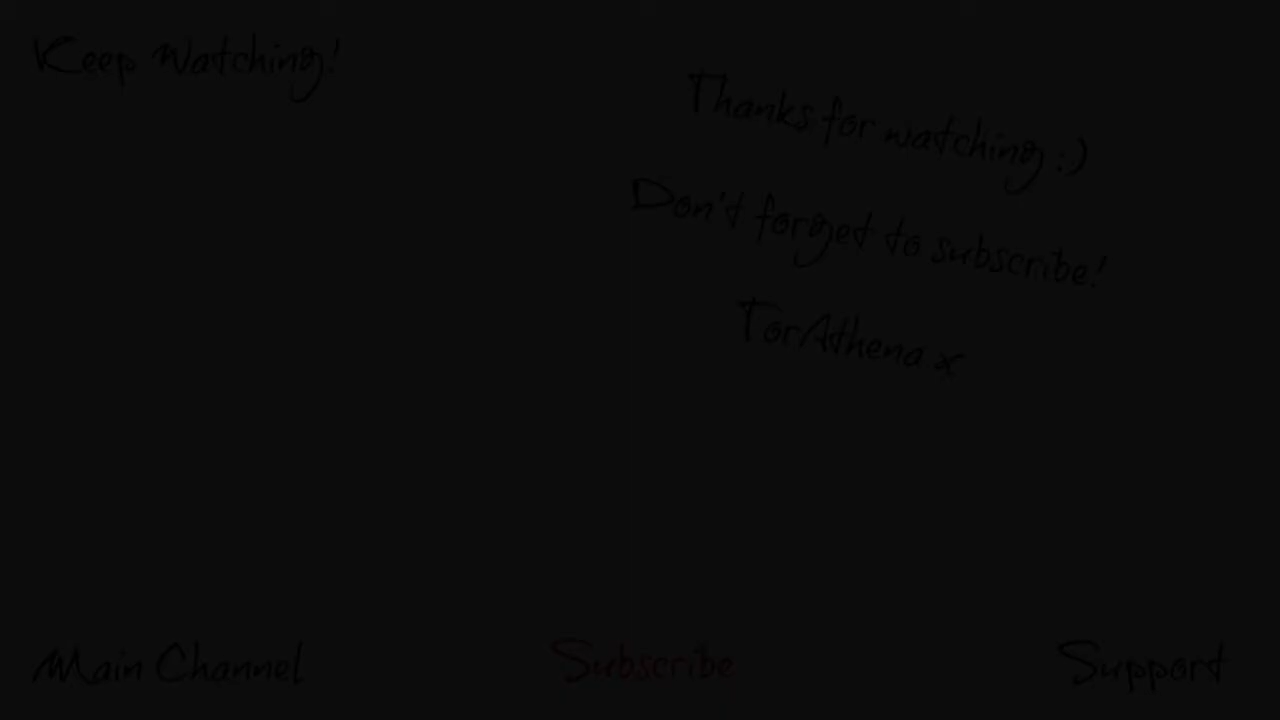 Keep Watching!
Thanks for watching :)
Don't forget to subscribe!
TorAthena x
Main Channel
Subscribe
Support